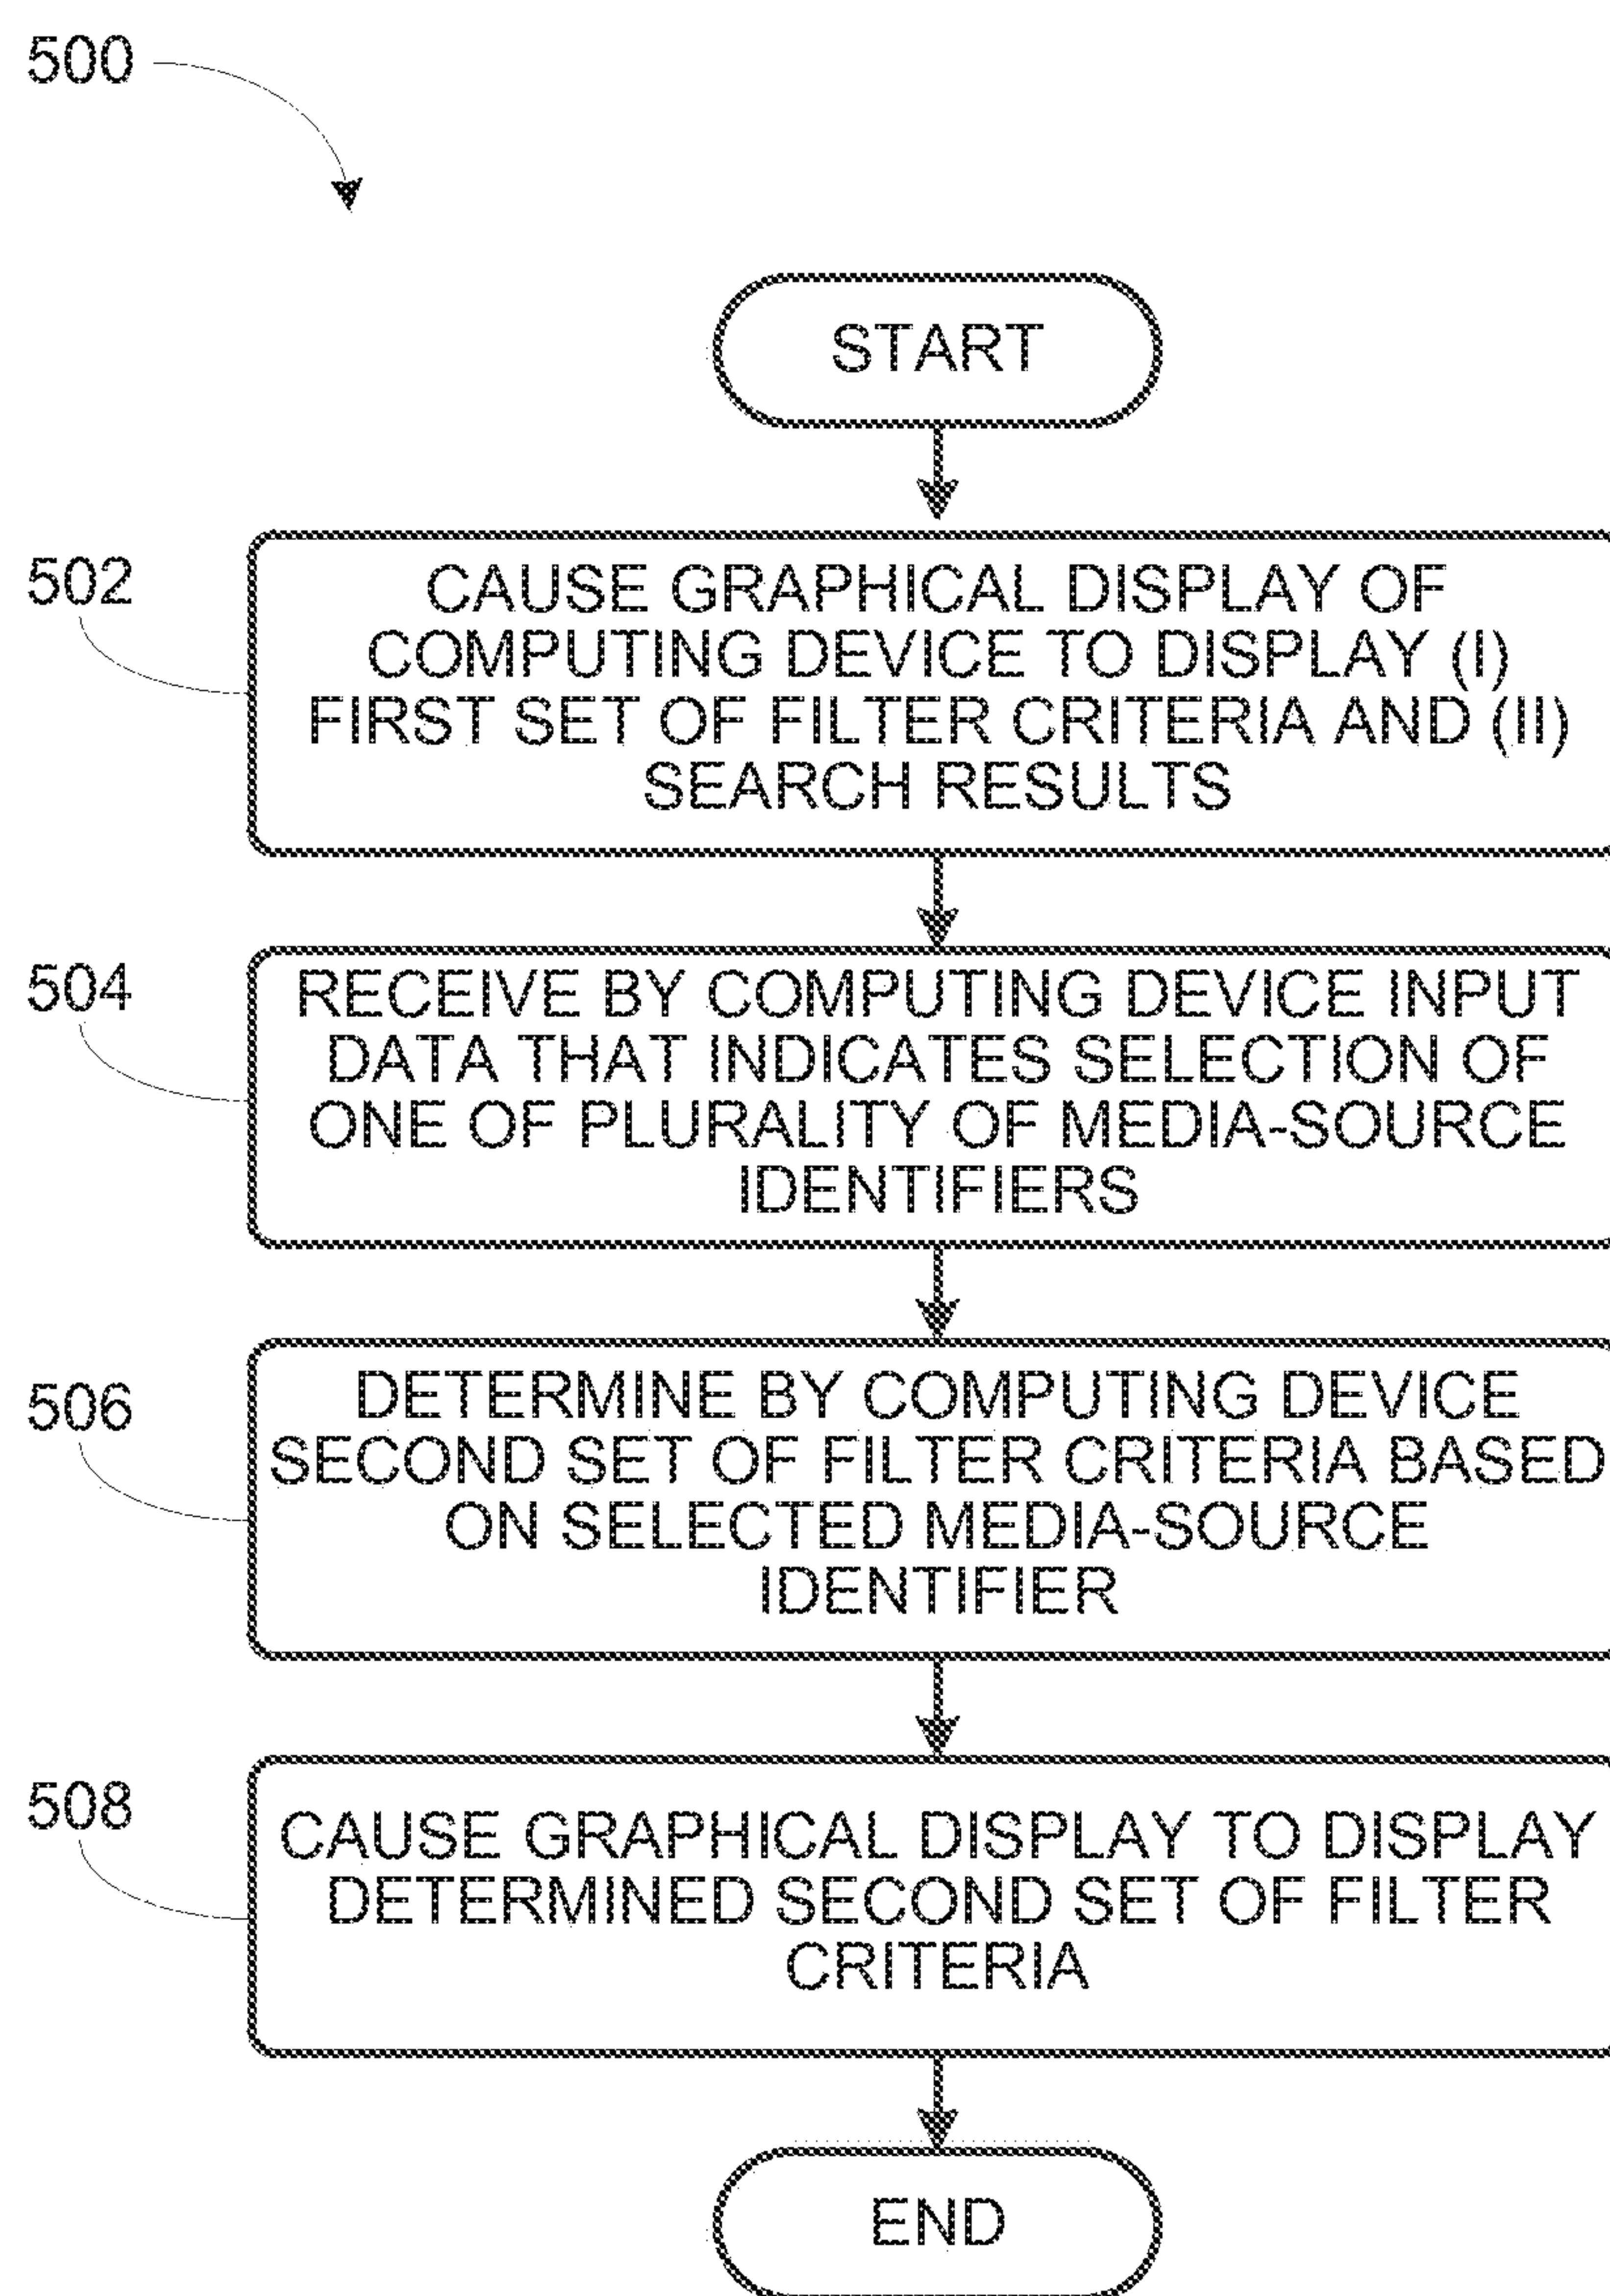 500
START
502
CAUSE GRAPHICAL DISPLAY OF
COMPUTING DEVICE TO DISPLAY (I)
FIRST SET OF FILTER CRITERIA AND (II)
SEARCH RESULTS
504
RECEIVE BY COMPUTING DEVICE INPUT
DATA THAT INDICATES SELECTION OF
ONE OF PLURALITY OF MEDIA-SOURCE
IDENTIFIERS
506
DETERMINE BY COMPUTING DEVICE
SECOND SET OF FILTER CRITERIA BASED
ON SELECTED MEDIA-SOURCE
IDENTIFIER
508
CAUSE GRAPHICAL DISPLAY TO DISPLAY
DETERMINED SECOND SET OF FILTER
CRITERIA
END